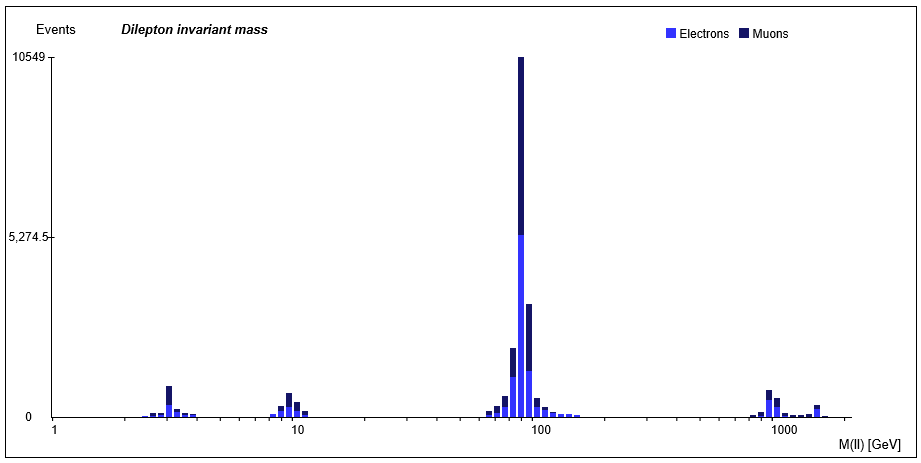 Events
Dilepton invariant mass
Electrons
Muons
10549
5,274.5
0
1
10
100
1000
M(ll) [GeV]